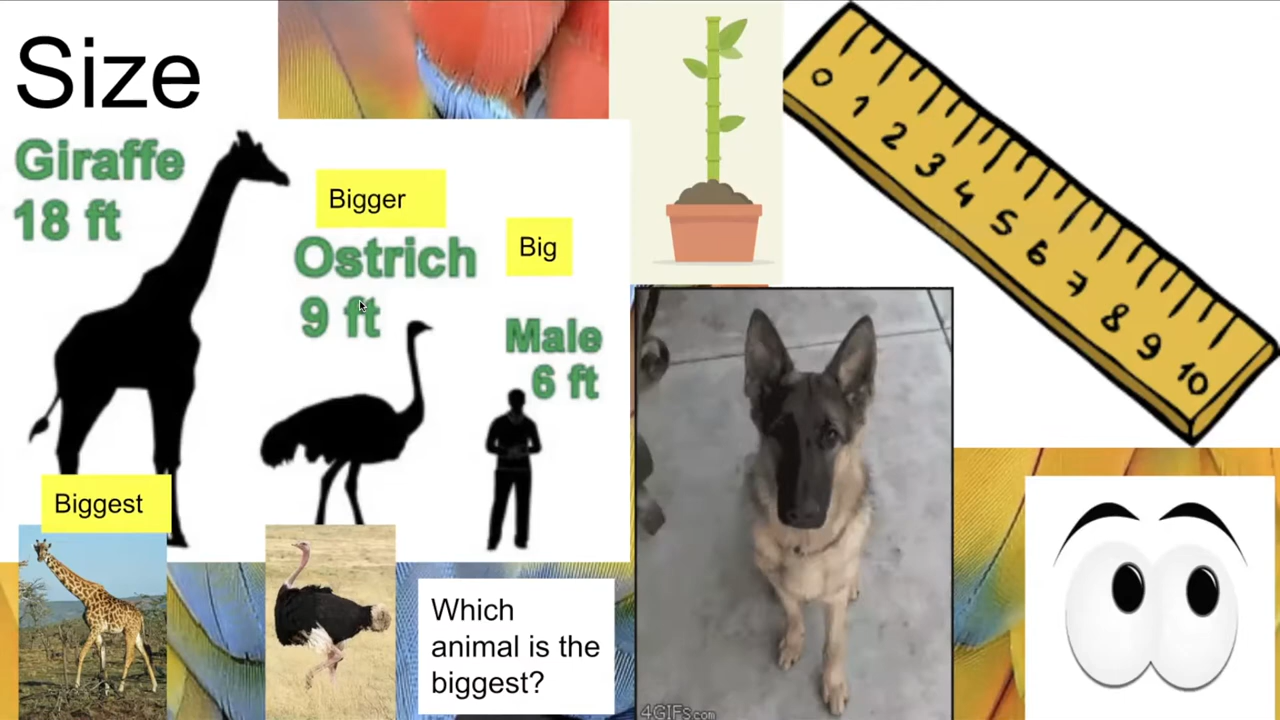 Size
Giraffe
18 ft
Bigger
Ostrich
9 ft
Big
Male
6 ft
Biggest
Which
animal is the
biggest?
0 1 2 3 4 5 6 7 8 9 10
4GIFs.com